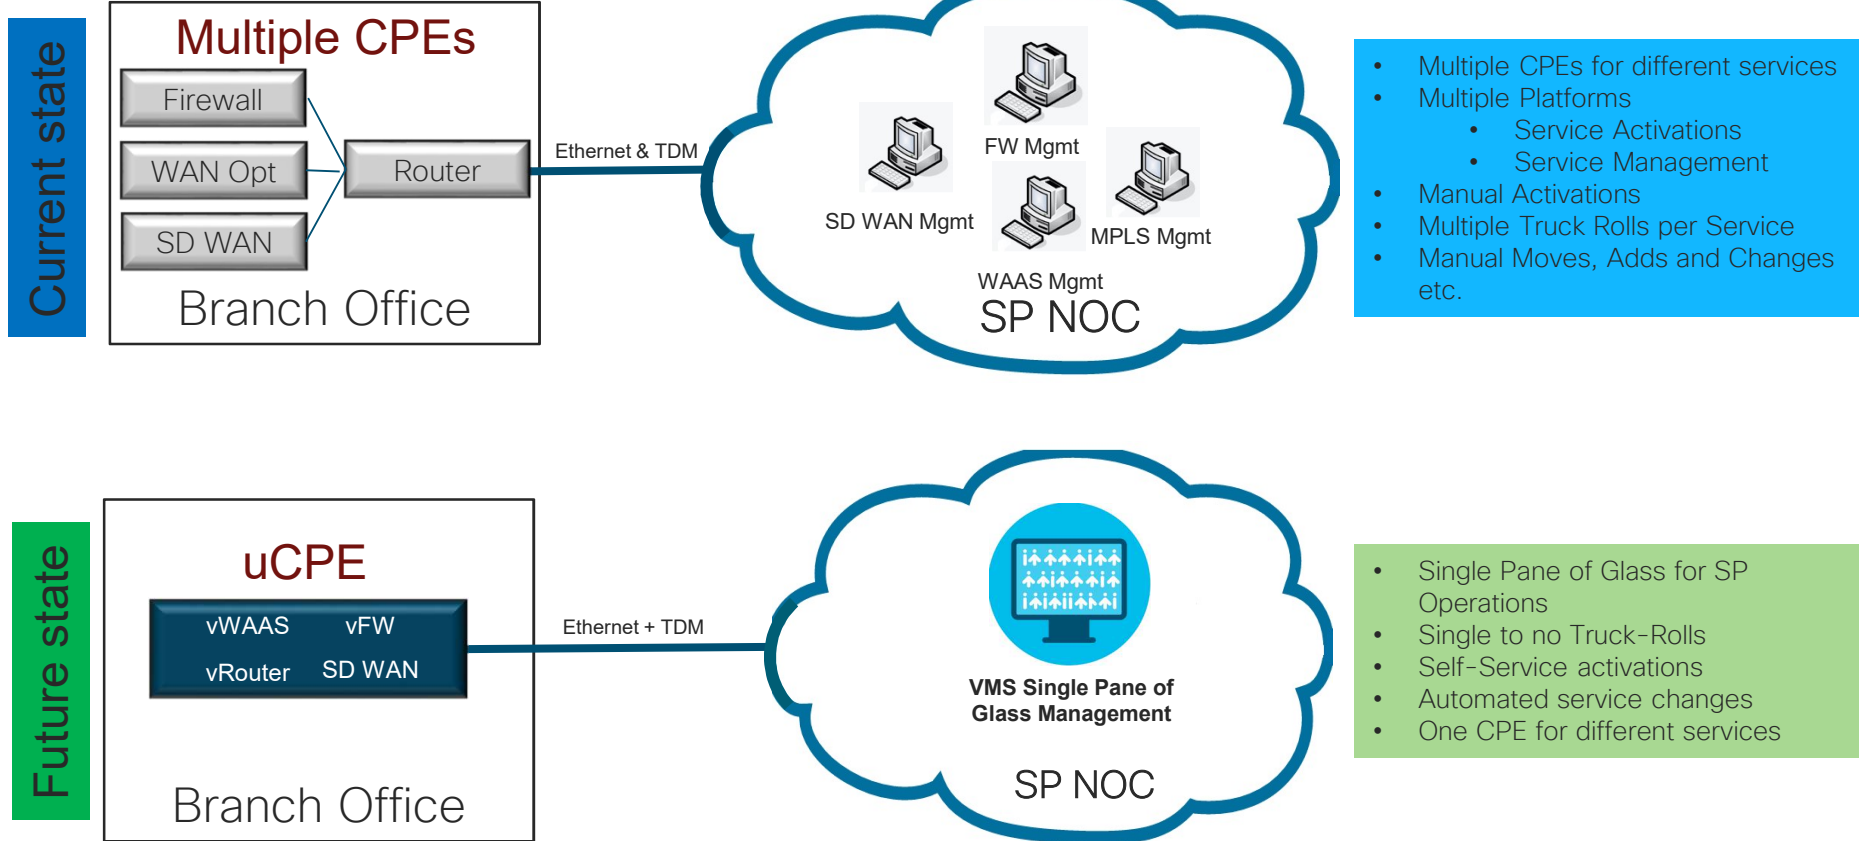 Current state
Multiple CPEs
Firewall
WAN Opt
SD WAN
Router
Branch Office
Ethernet & TDM
FW Mgmt
SD WAN Mgmt
MPLS Mgmt
WAAS Mgmt
SP NOC
• Multiple CPEs for different services
• Multiple Platforms
• Service Activations
• Service Management
• Manual Activations
• Multiple Truck Rolls per Service
• Manual Moves, Adds and Changes
etc.
Future state
uCPE
vWAAS vFW
vRouter SD WAN
Branch Office
Ethernet + TDM
VMS Single Pane of
Glass Management
SP NOC
• Single Pane of Glass for SP
Operations
• Single to no Truck-Rolls
• Self-Service activations
• Automated service changes
• One CPE for different services